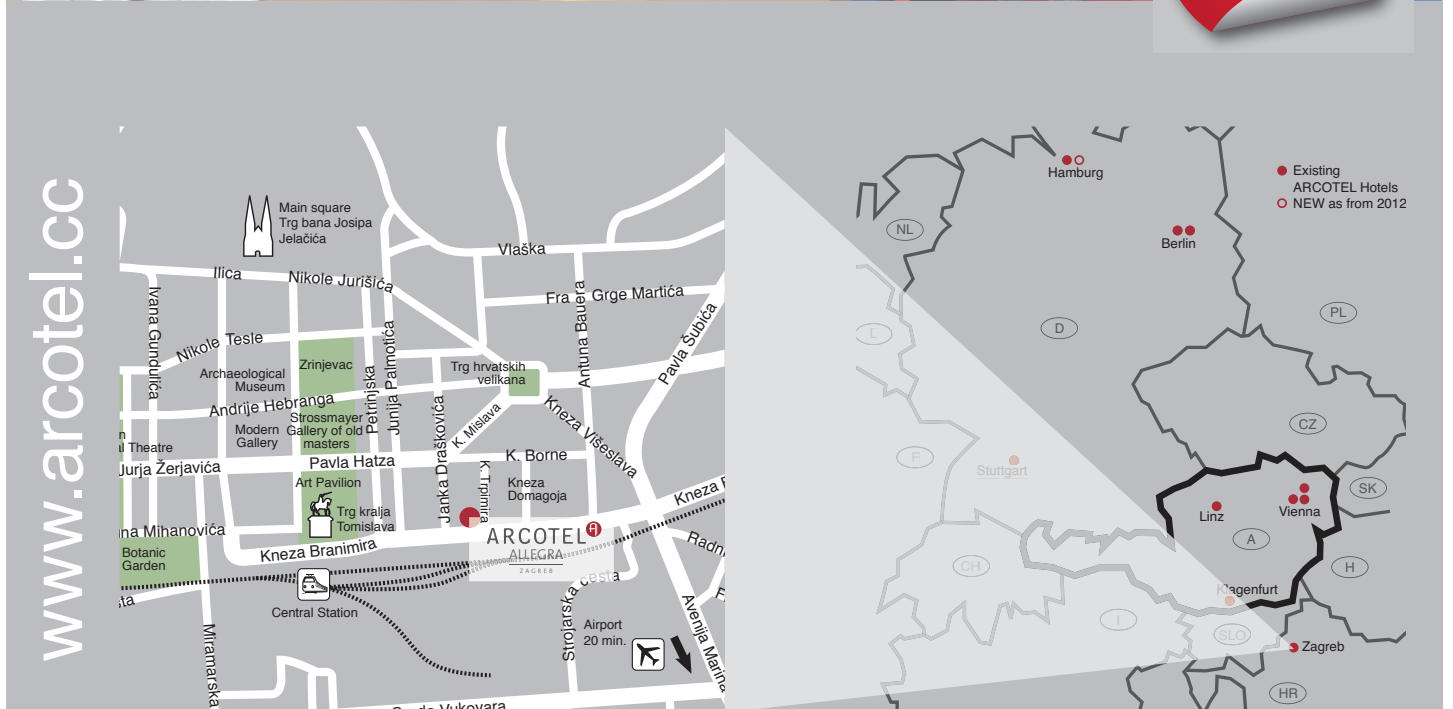 www.arcotel.cc
Main square
Trg bana Josipa
Jelačića
Ilica
Nikole Jurišića
Vlaška
Fra Grge Martića
Ivana Gundulića
Nikole Tesle
Zrinjevac
Archaeological
Museum
Petrinjska
Junija Palmotića
Trg hrvatskih
velikana
Antuna Bauera
Pavla Šubića
Andrije Hebranga
Strossmayer
Gallery of old
masters
Modern
Gallery
Theatre
Jurja Žerjavića
Pavla Hatza
Janka Draškovića
K. Mislava
Kneza Višeslava
K. Borne
K. Trpimira
Kneza
Domagoja
Kneza
Art Pavilion
Trg kralja
Tomislava
Mihanovića
Botanic
Garden
Kneza Branimira
ARCOTEL A
ALLEGRA
ZAGREB
Central Station
Miramarska
Strojarska cesta
Airport
20 min.
Avenija Marina
Vukovara
Hamburg
Existing
ARCOTEL Hotels
NEW as from 2012
NL
Berlin
PL
D
L
CZ
F
Stuttgart
SK
Linz
Vienna
A
CH
H
Klagenfurt
I
SLO
Zagreb
HR